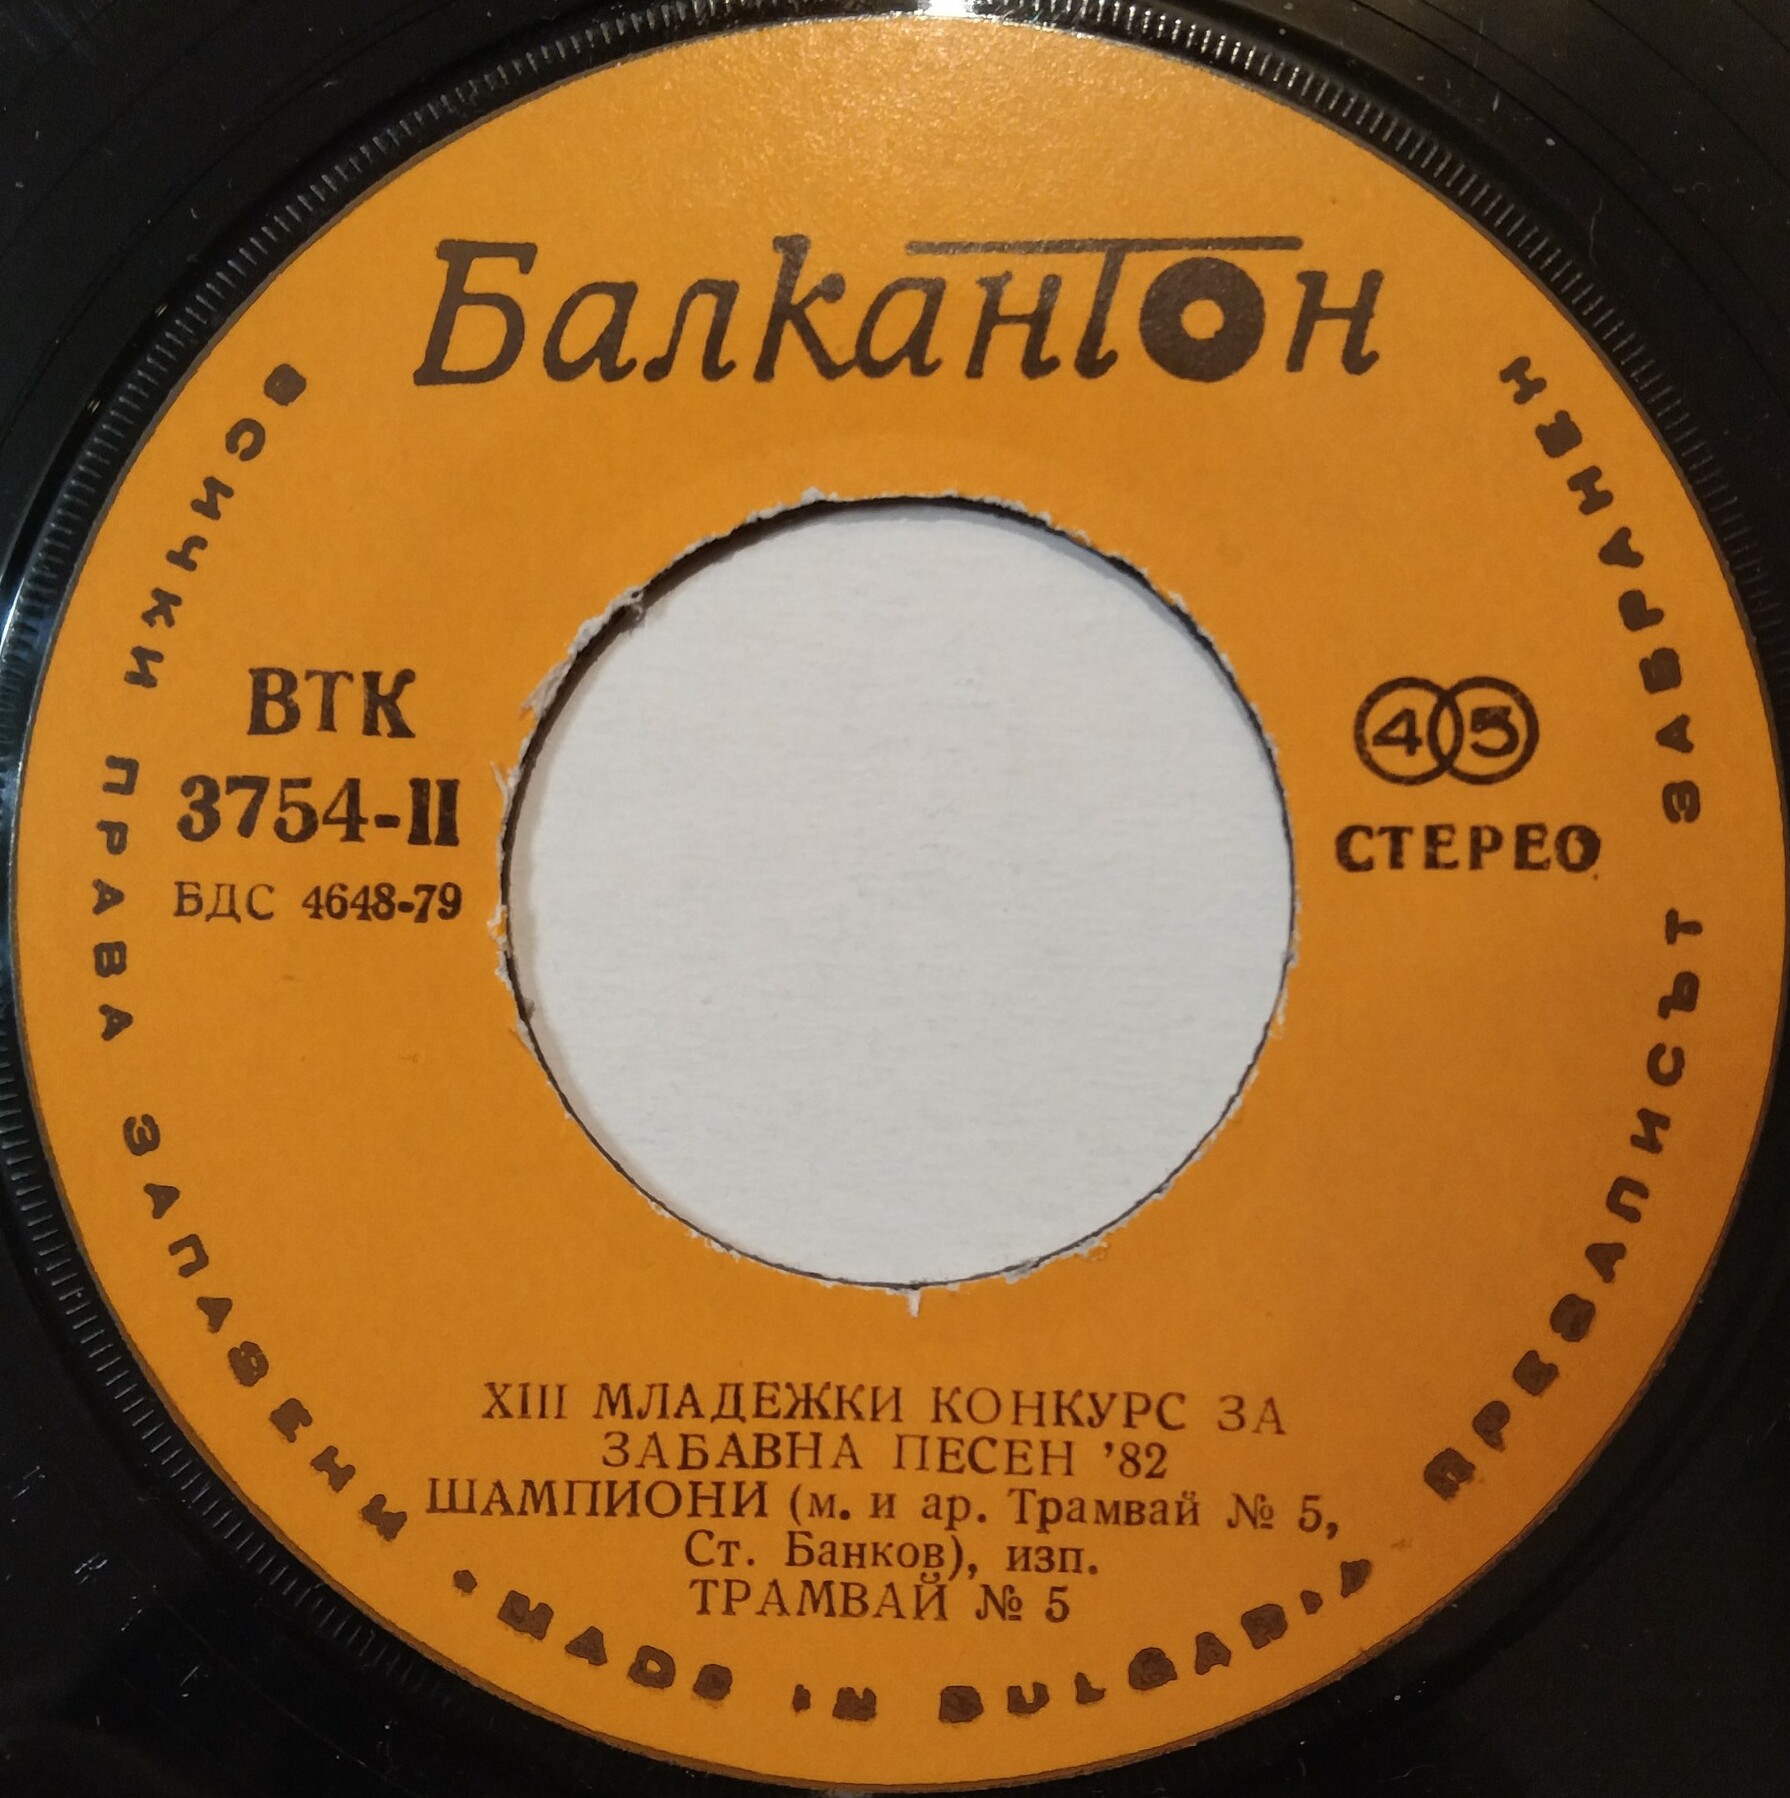 Балкантон
ВСИЧКИ ПРАВА ЗАПАЗЕНИ • MADE IN BULGARIA
ПРЕЗАПИСЪТ ЗАБРАНЕН
ВТК
3754-II
БДС 4648-79
45
СТЕРЕО
XIII МЛАДЕЖКИ КОНКУРС ЗА
ЗАБАВНА ПЕСЕН '82
ШАМПИОНИ (м. и ар. Трамвай № 5,
Ст. Банков), изп.
ТРАМВАЙ № 5